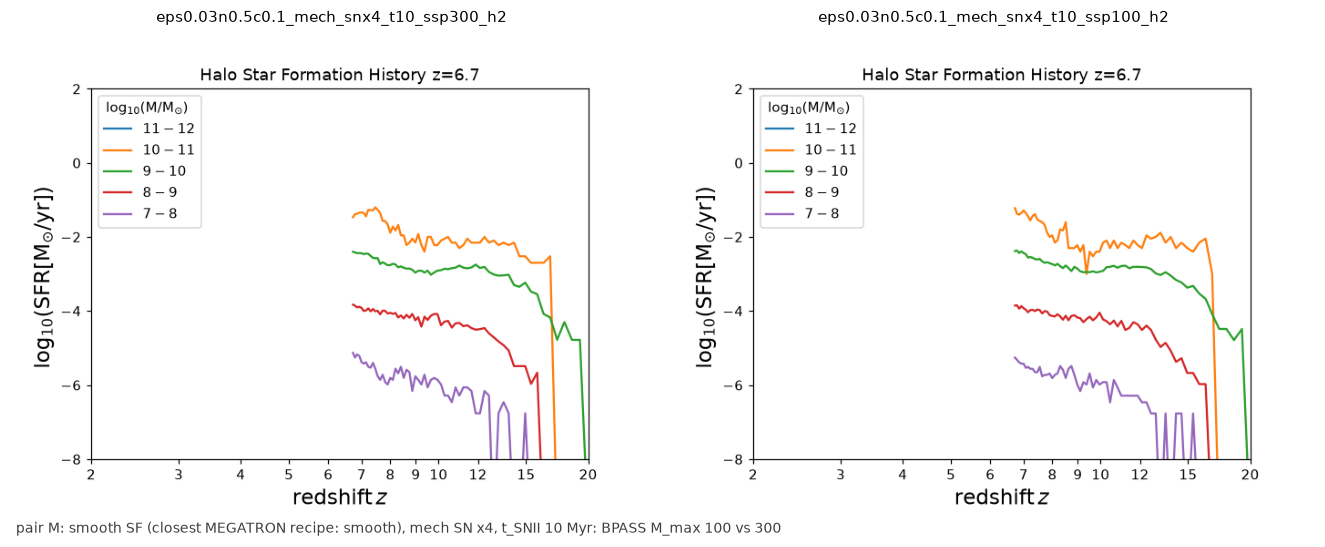 eps0.03n0.5c0.1_mech_snx4_t10_ssp300_h2
eps0.03n0.5c0.1_mech_snx4_t10_ssp100_h2
Halo Star Formation History z=6.7
log₁₀(M/M⊙)
11 − 12
10 − 11
9 − 10
8 − 9
7 − 8
2
0
−2
−4
−6
−8
log₁₀(SFR[M⊙/yr])
2 3 4 5 6 7 8 9 10 12 15 20
redshift z
Halo Star Formation History z=6.7
log₁₀(M/M⊙)
11 − 12
10 − 11
9 − 10
8 − 9
7 − 8
2
0
−2
−4
−6
−8
log₁₀(SFR[M⊙/yr])
2 3 4 5 6 7 8 9 10 12 15 20
redshift z
pair M: smooth SF (closest MEGATRON recipe: smooth), mech SN x4, t_SNII 10 Myr: BPASS M_max 100 vs 300